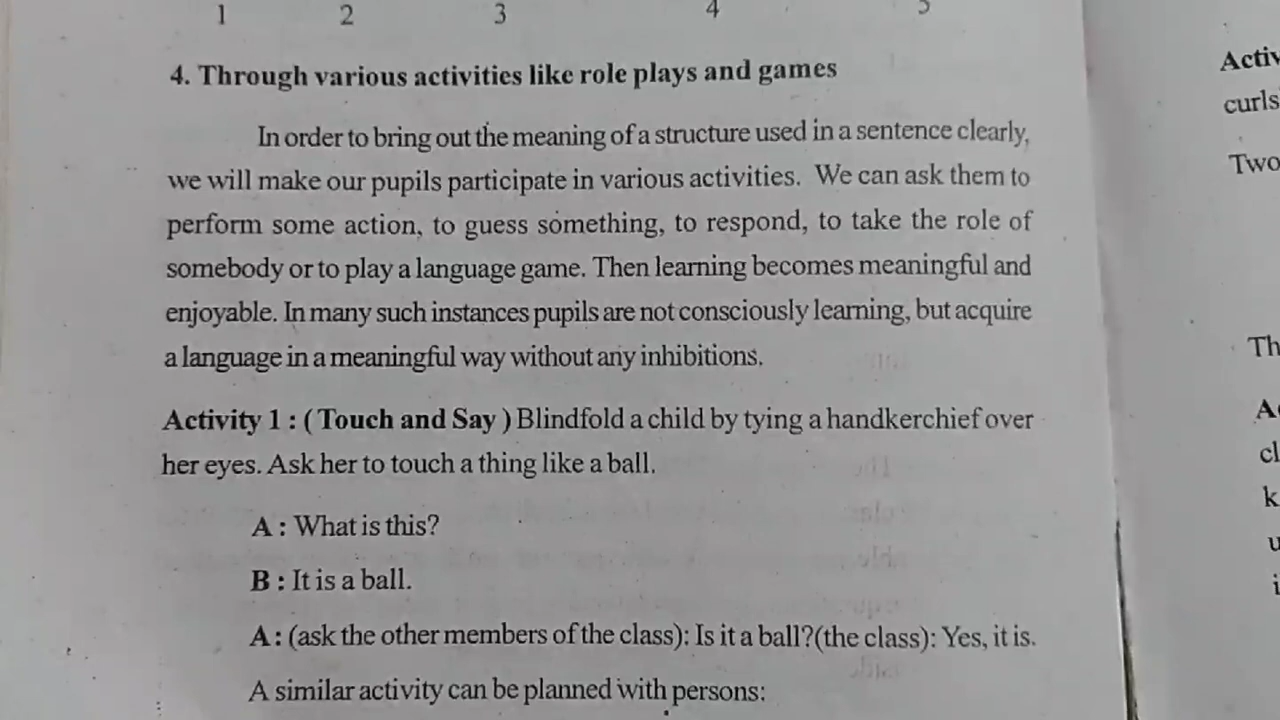 1 2 3 4 5
4. Through various activities like role plays and games
In order to bring out the meaning of a structure used in a sentence clearly,
we will make our pupils participate in various activities. We can ask them to
perform some action, to guess something, to respond, to take the role of
somebody or to play a language game. Then learning becomes meaningful and
enjoyable. In many such instances pupils are not consciously learning, but acquire
a language in a meaningful way without any inhibitions.
Activity 1 : ( Touch and Say ) Blindfold a child by tying a handkerchief over
her eyes. Ask her to touch a thing like a ball.
A : What is this?
B : It is a ball.
A : (ask the other members of the class): Is it a ball?(the class): Yes, it is.
A similar activity can be planned with persons:
curls
Two